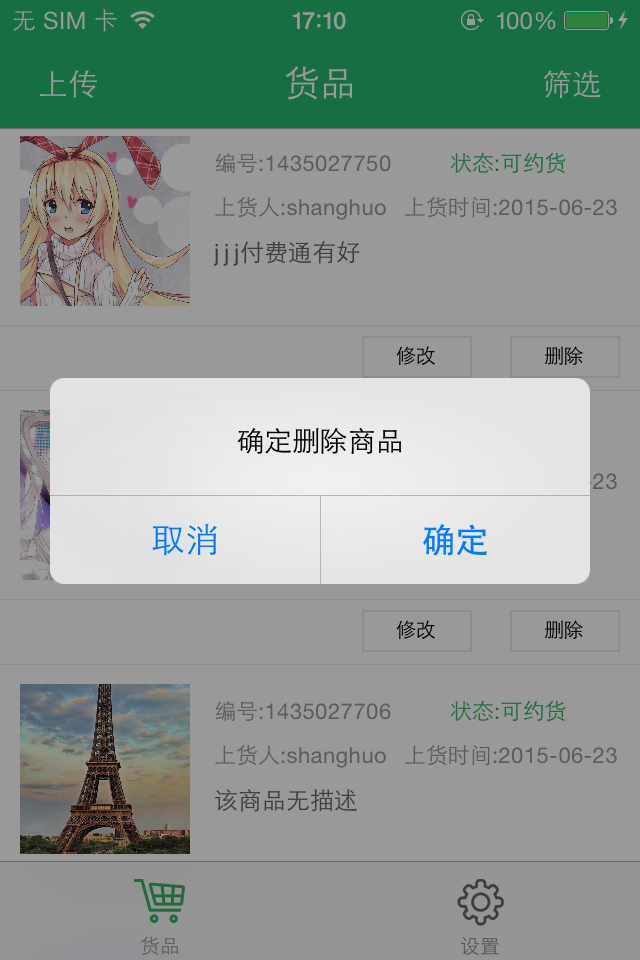 无 SIM 卡 17:10 100%
上传 货品 筛选
编号:1435027750 状态:可约货
上货人:shanghuo 上货时间:2015-06-23
jjj付费通有好
修改 删除
确定删除商品
-23
取消 确定
修改 删除
编号:1435027706 状态:可约货
上货人:shanghuo 上货时间:2015-06-23
该商品无描述
货品 设置